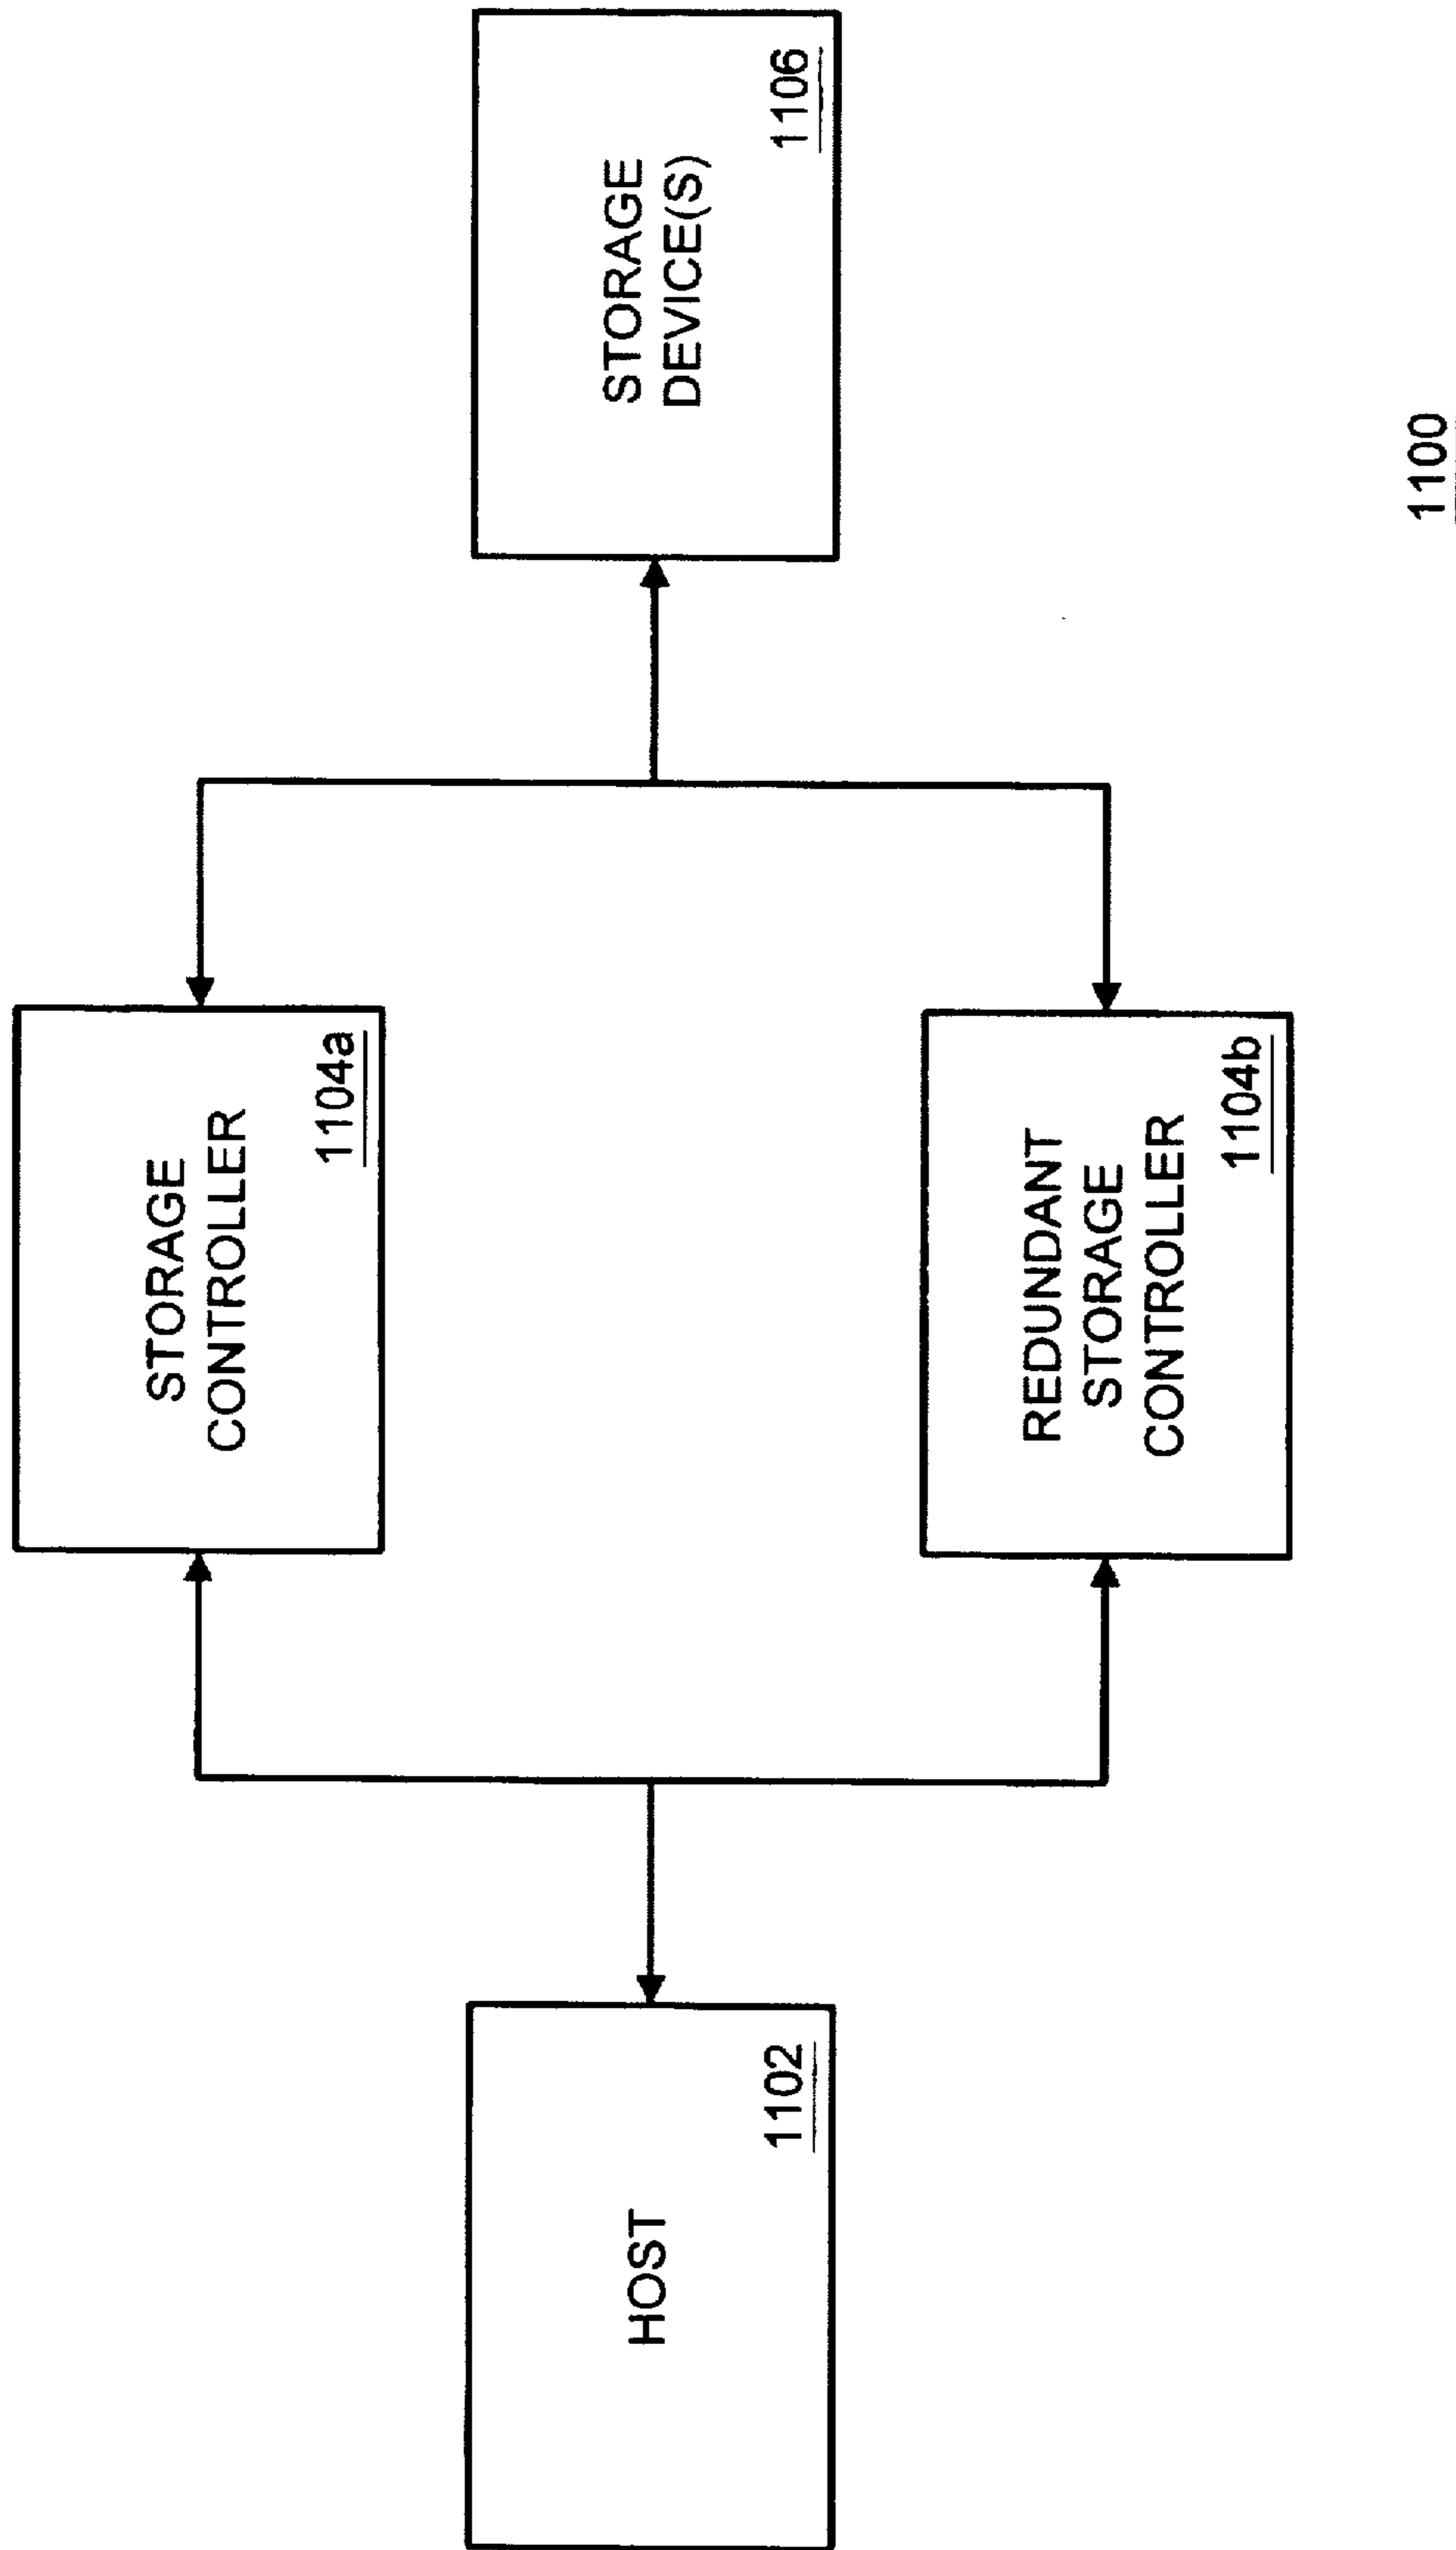 STORAGE
CONTROLLER
1104a
HOST
1102
STORAGE
DEVICE(S)
1106
REDUNDANT
STORAGE
CONTROLLER
1104b
1100